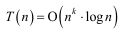 T(n) = O(n^k · log n)